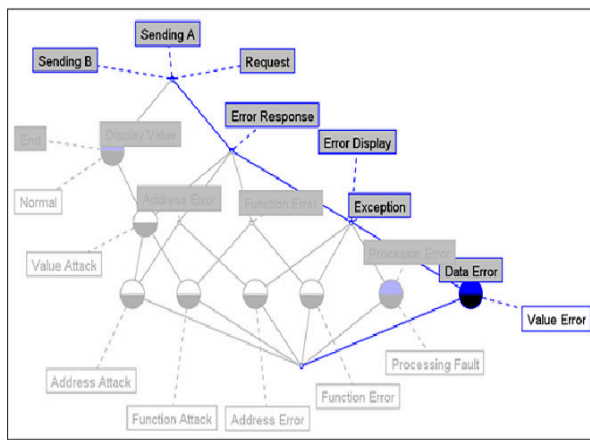 Sending A
Sending B
Request
Error Response
End
Display Value
Error Display
Normal
Address Error
Function Error
Exception
Value Attack
Processin Error
Data Error
Value Error
Address Attack
Processing Fault
Function Error
Function Attack
Address Error